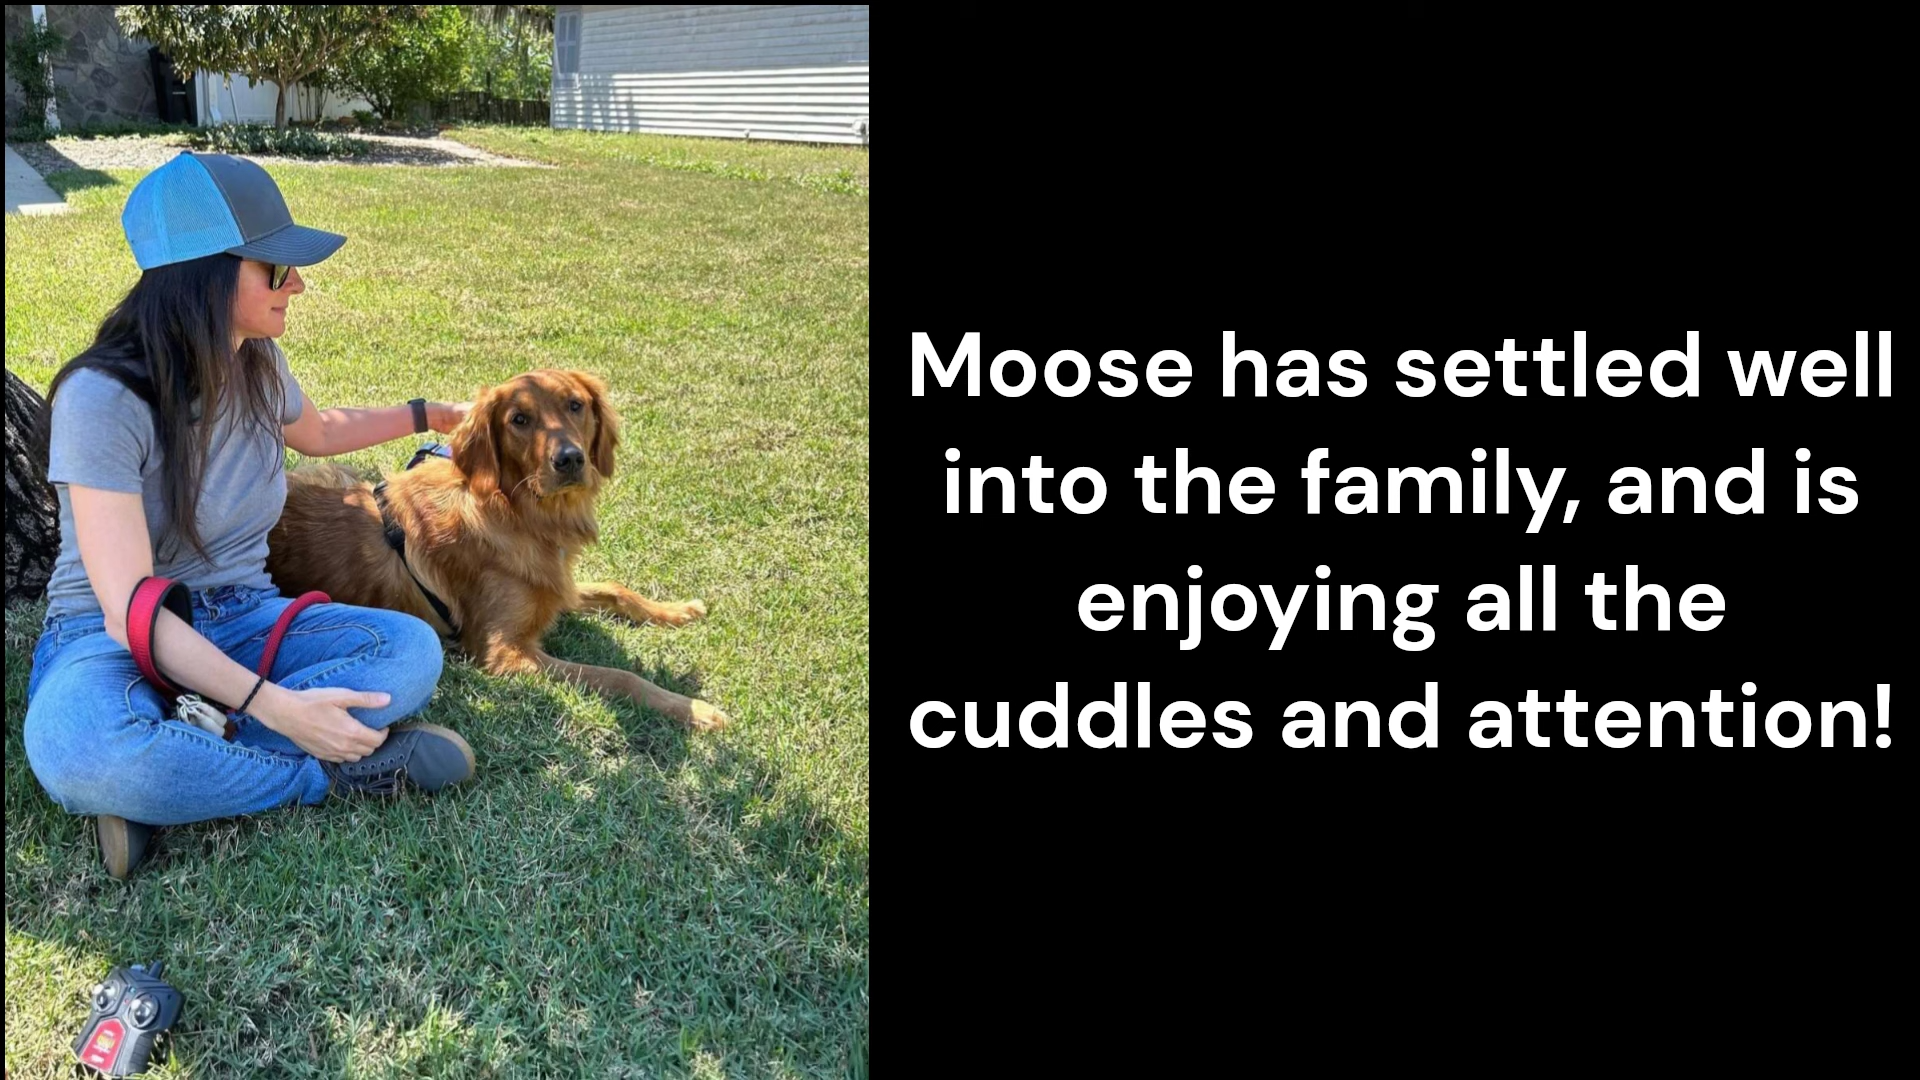 Moose has settled well
into the family, and is
enjoying all the
cuddles and attention!